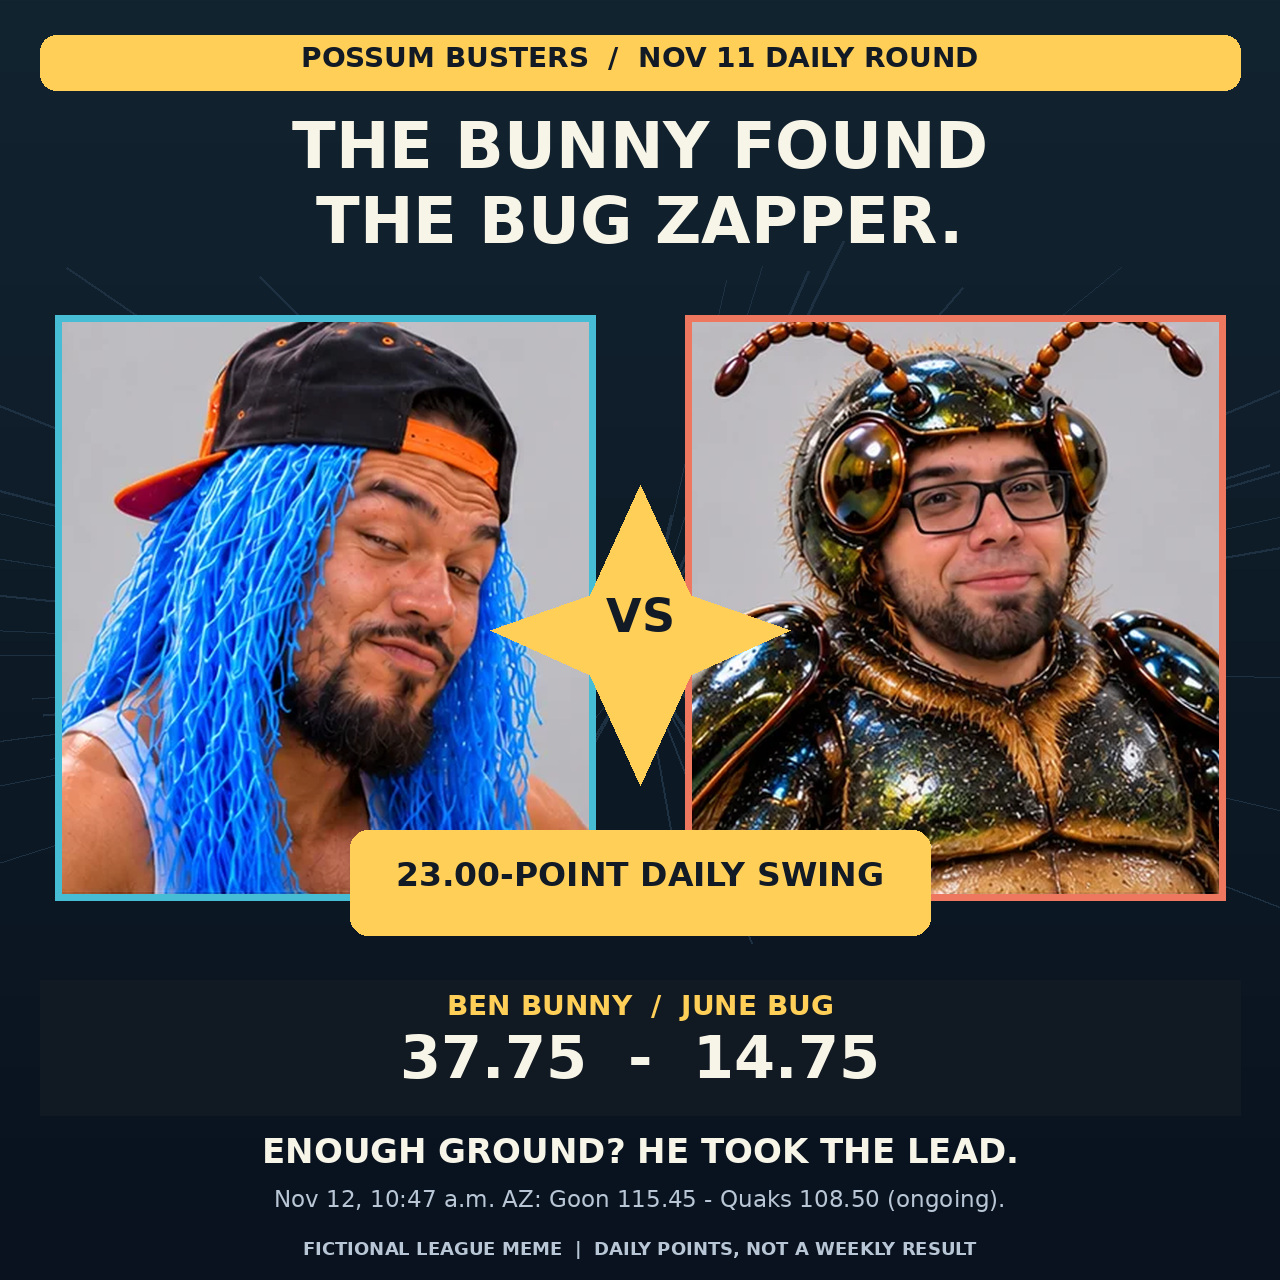 POSSUM BUSTERS / NOV 11 DAILY ROUND
THE BUNNY FOUND
THE BUG ZAPPER.
VS
23.00-POINT DAILY SWING
BEN BUNNY / JUNE BUG
37.75 - 14.75
ENOUGH GROUND? HE TOOK THE LEAD.
Nov 12, 10:47 a.m. AZ: Goon 115.45 - Quaks 108.50 (ongoing).
FICTIONAL LEAGUE MEME | DAILY POINTS, NOT A WEEKLY RESULT